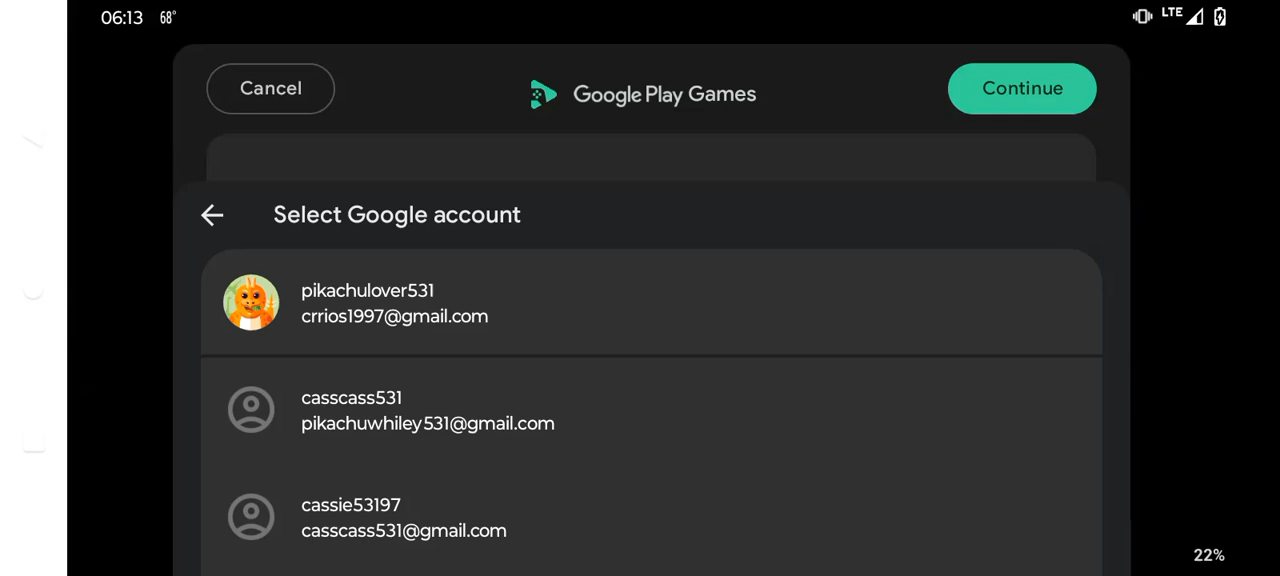 06:13 68° LTE
Cancel Google Play Games Continue
Select Google account
pikachulover531
crrios1997@gmail.com
casscass531
pikachuwhiley531@gmail.com
cassie53197
casscass531@gmail.com
22%